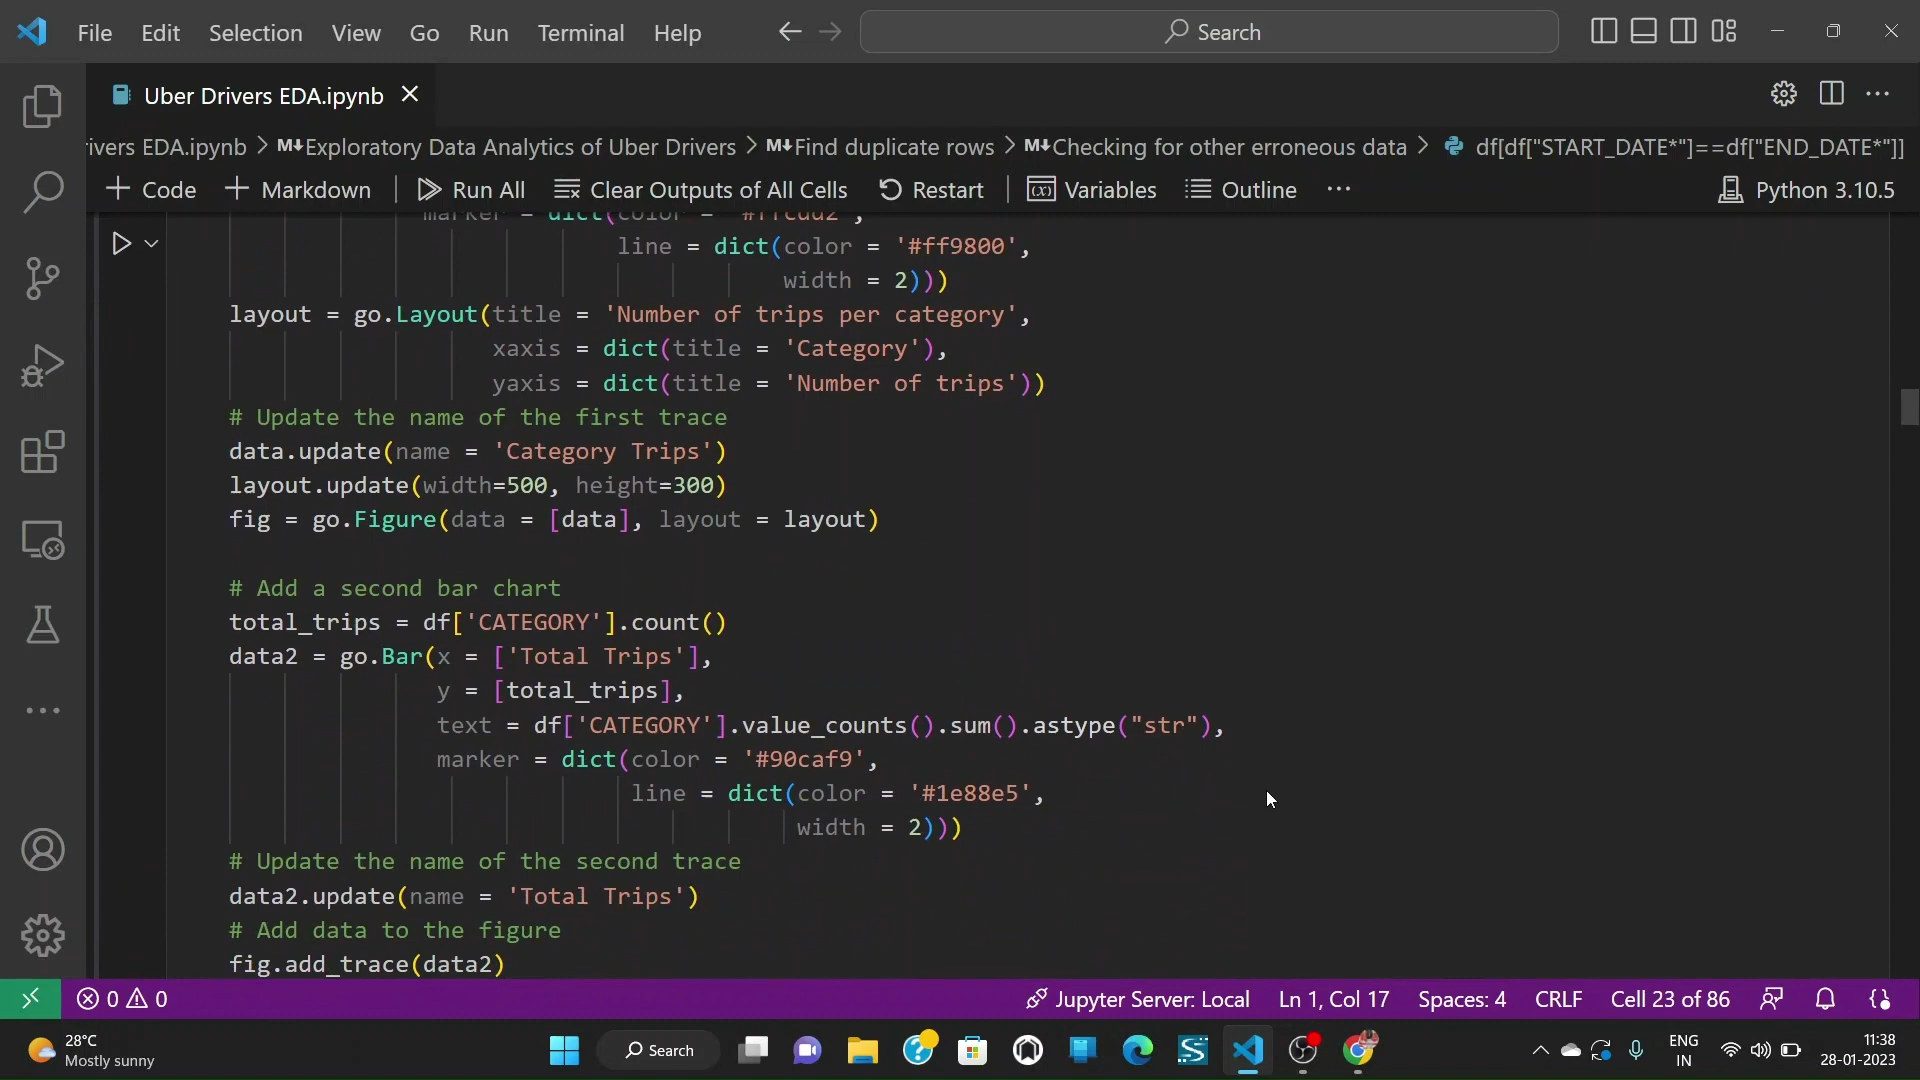 File Edit Selection View Go Run Terminal Help
Search
Uber Drivers EDA.ipynb
ivers EDA.ipynb > M↓Exploratory Data Analytics of Uber Drivers > M↓Find duplicate rows > M↓Checking for other erroneous data > df[df["START_DATE*"]==df["END_DATE*"]]
+ Code + Markdown Run All Clear Outputs of All Cells Restart (x) Variables Outline ··· Python 3.10.5
line = dict(color = '#ff9800',
width = 2)))
layout = go.Layout(title = 'Number of trips per category',
xaxis = dict(title = 'Category'),
yaxis = dict(title = 'Number of trips'))
# Update the name of the first trace
data.update(name = 'Category Trips')
layout.update(width=500, height=300)
fig = go.Figure(data = [data], layout = layout)
# Add a second bar chart
total_trips = df['CATEGORY'].count()
data2 = go.Bar(x = ['Total Trips'],
y = [total_trips],
text = df['CATEGORY'].value_counts().sum().astype("str"),
marker = dict(color = '#90caf9',
line = dict(color = '#1e88e5',
width = 2)))
# Update the name of the second trace
data2.update(name = 'Total Trips')
# Add data to the figure
fig.add_trace(data2)
0 0 Jupyter Server: Local Ln 1, Col 17 Spaces: 4 CRLF Cell 23 of 86
28°C
Mostly sunny
Search
ENG
IN
11:38
28-01-2023